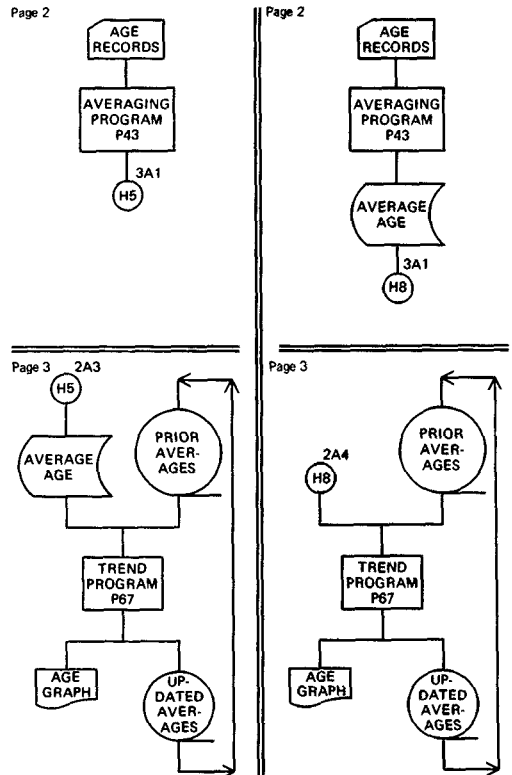 Page 2
AGE
RECORDS
AVERAGING
PROGRAM
P43
3A1
H5
Page 3
2A3
H5
AVERAGE
AGE
PRIOR
AVER-
AGES
TREND
PROGRAM
P67
AGE
GRAPH
UP-
DATED
AVER-
AGES
Page 2
AGE
RECORDS
AVERAGING
PROGRAM
P43
AVERAGE
AGE
3A1
H8
Page 3
2A4
H8
PRIOR
AVER-
AGES
TREND
PROGRAM
P67
AGE
GRAPH
UP-
DATED
AVER-
AGES